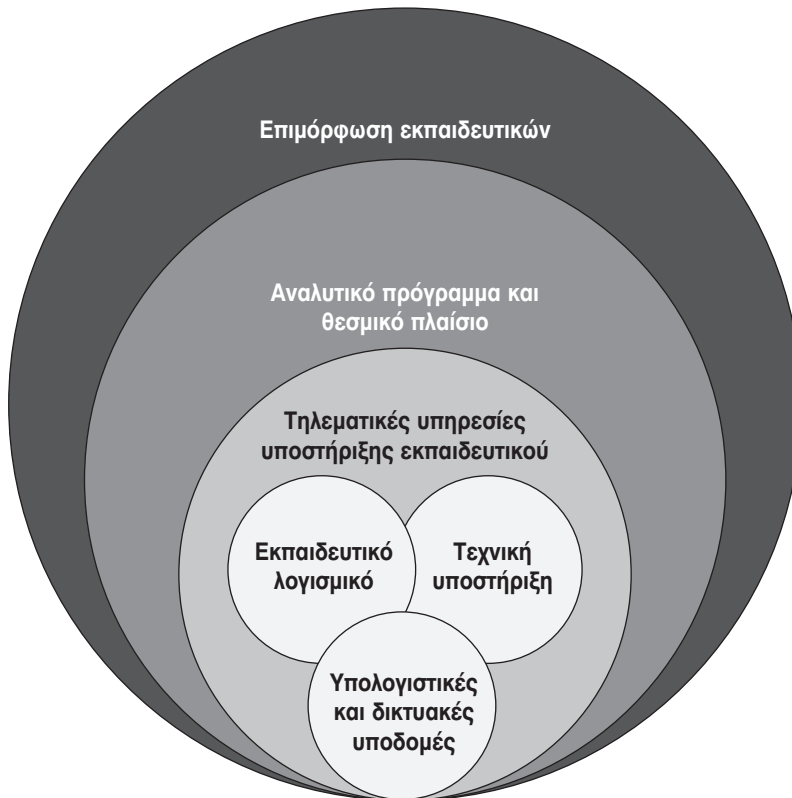 Επιμόρφωση εκπαιδευτικών
Αναλυτικό πρόγραμμα και
θεσμικό πλαίσιο
Τηλεματικές υπηρεσίες
υποστήριξης εκπαιδευτικού
Εκπαιδευτικό
λογισμικό
Τεχνική
υποστήριξη
Υπολογιστικές
και δικτυακές
υποδομές